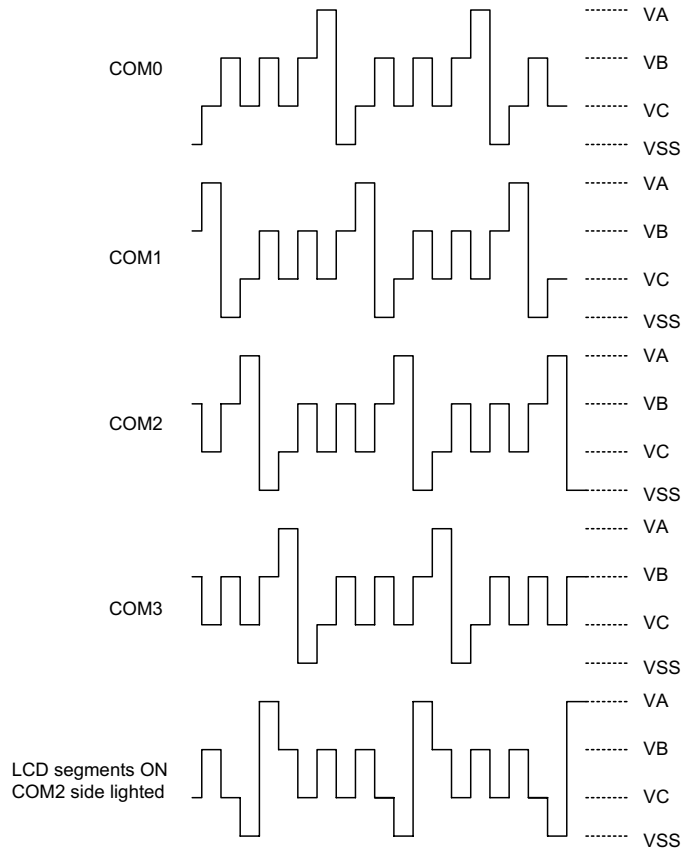 VA
COM0
VB
VC
VSS
VA
VB
COM1
VC
VSS
VA
VB
COM2
VC
VSS
VA
VB
COM3
VC
VSS
VA
VB
LCD segments ON
COM2 side lighted
VC
VSS